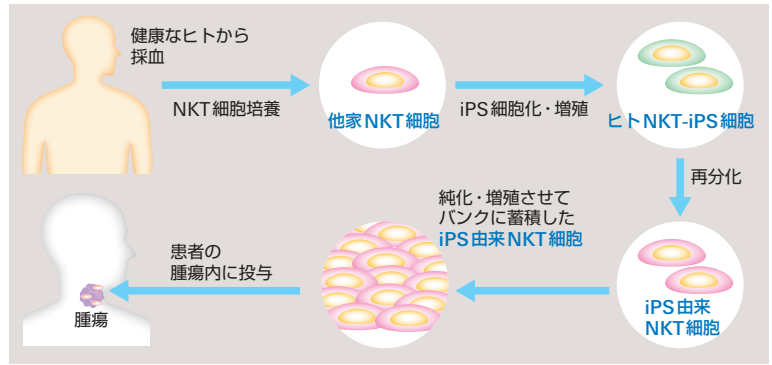 健康なヒトから
採血
NKT細胞培養
他家NKT細胞
iPS細胞化・増殖
ヒトNKT-iPS細胞
再分化
iPS由来
NKT細胞
純化・増殖させて
バンクに蓄積した
iPS由来NKT細胞
患者の
腫瘍内に投与
腫瘍